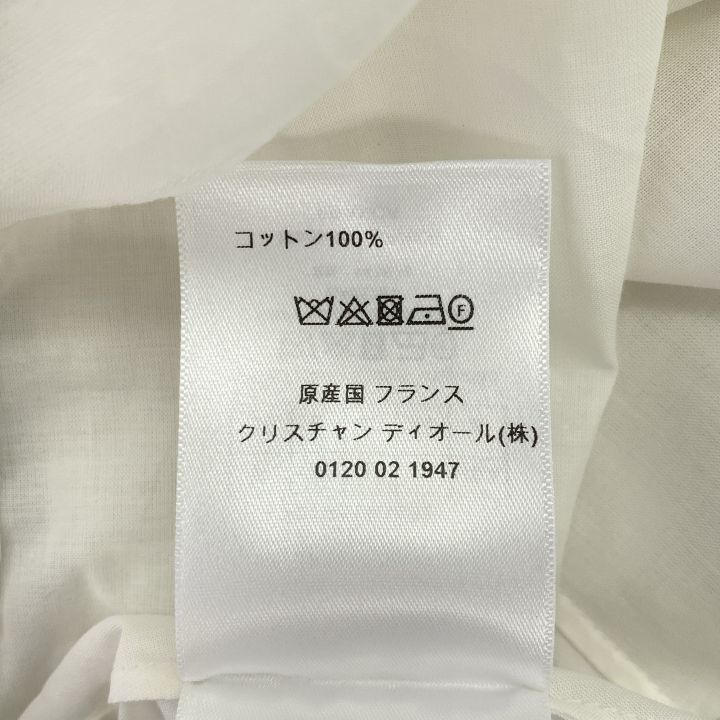 コットン100%
F
原産国 フランス
クリスチャン ディオール(株)
0120 02 1947